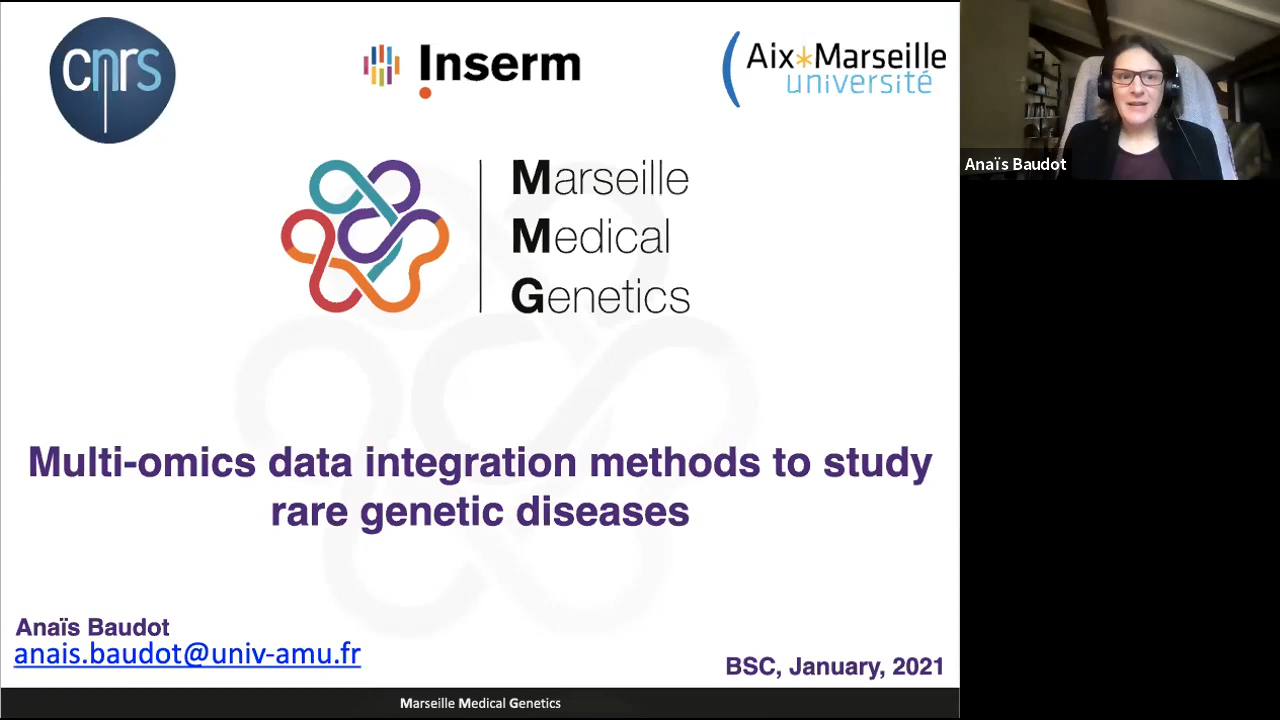 cnrs
Inserm
Aix*Marseille
université
Marseille
Medical
Genetics
Multi-omics data integration methods to study
rare genetic diseases
Anaïs Baudot
anais.baudot@univ-amu.fr
BSC, January, 2021
Marseille Medical Genetics
Anaïs Baudot